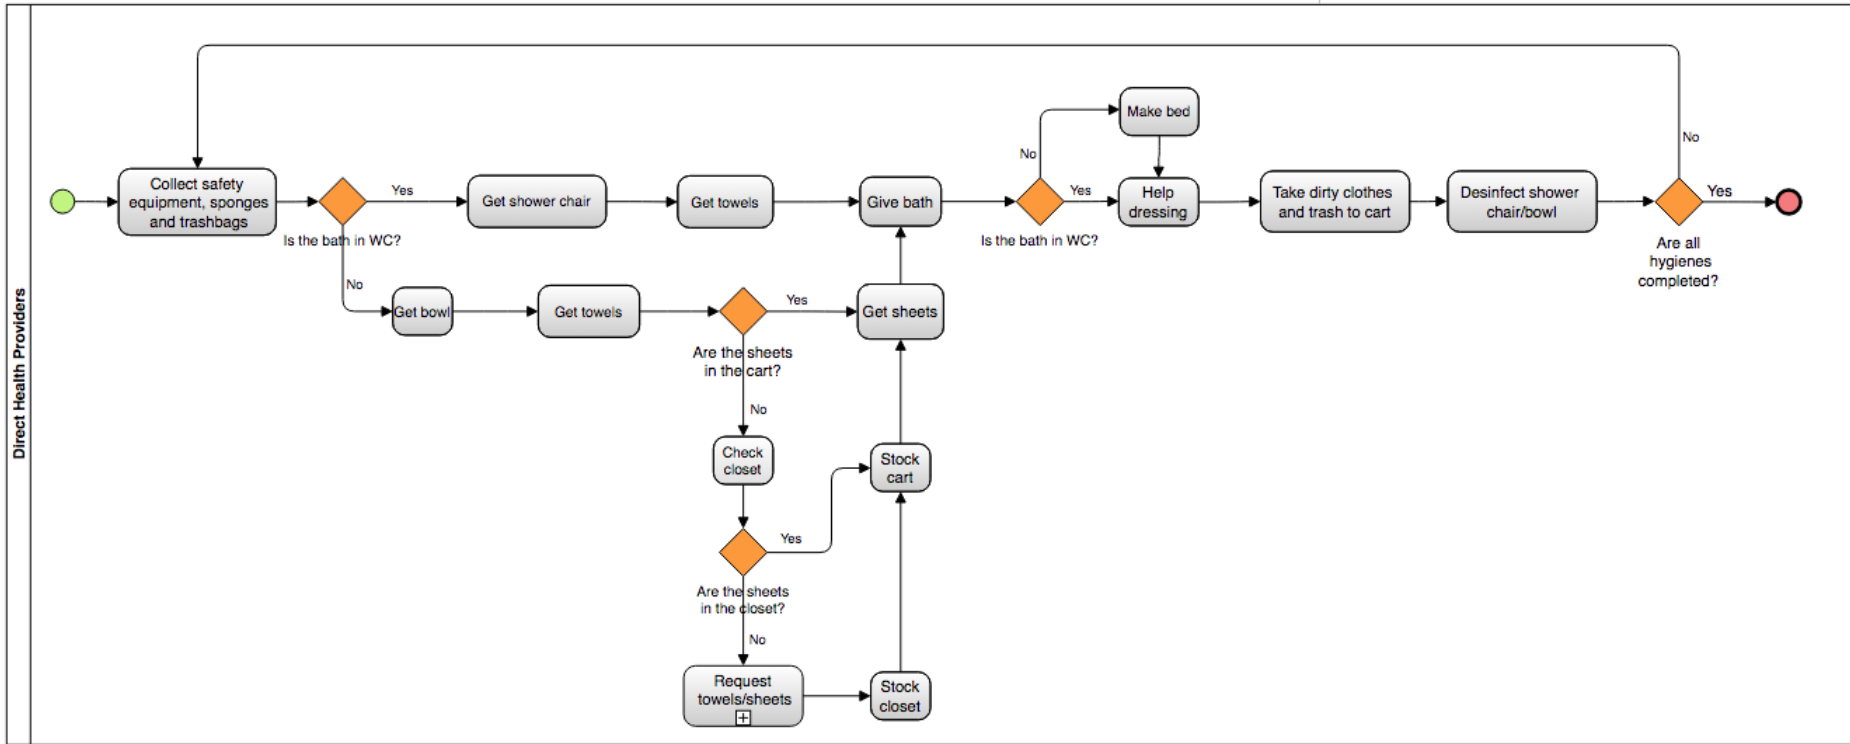 Direct Health Providers
Collect safety
equipment, sponges
and trashbags
Is the bath in WC?
Yes
No
Get shower chair
Get towels
Give bath
Get bowl
Get towels
Are the sheets
in the cart?
Yes
No
Get sheets
Check
closet
Are the sheets
in the closet?
Yes
No
Stock
cart
Request
towels/sheets
Stock
closet
Is the bath in WC?
No
Yes
Make bed
Help
dressing
Take dirty clothes
and trash to cart
Desinfect shower
chair/bowl
Are all
hygienes
completed?
No
Yes